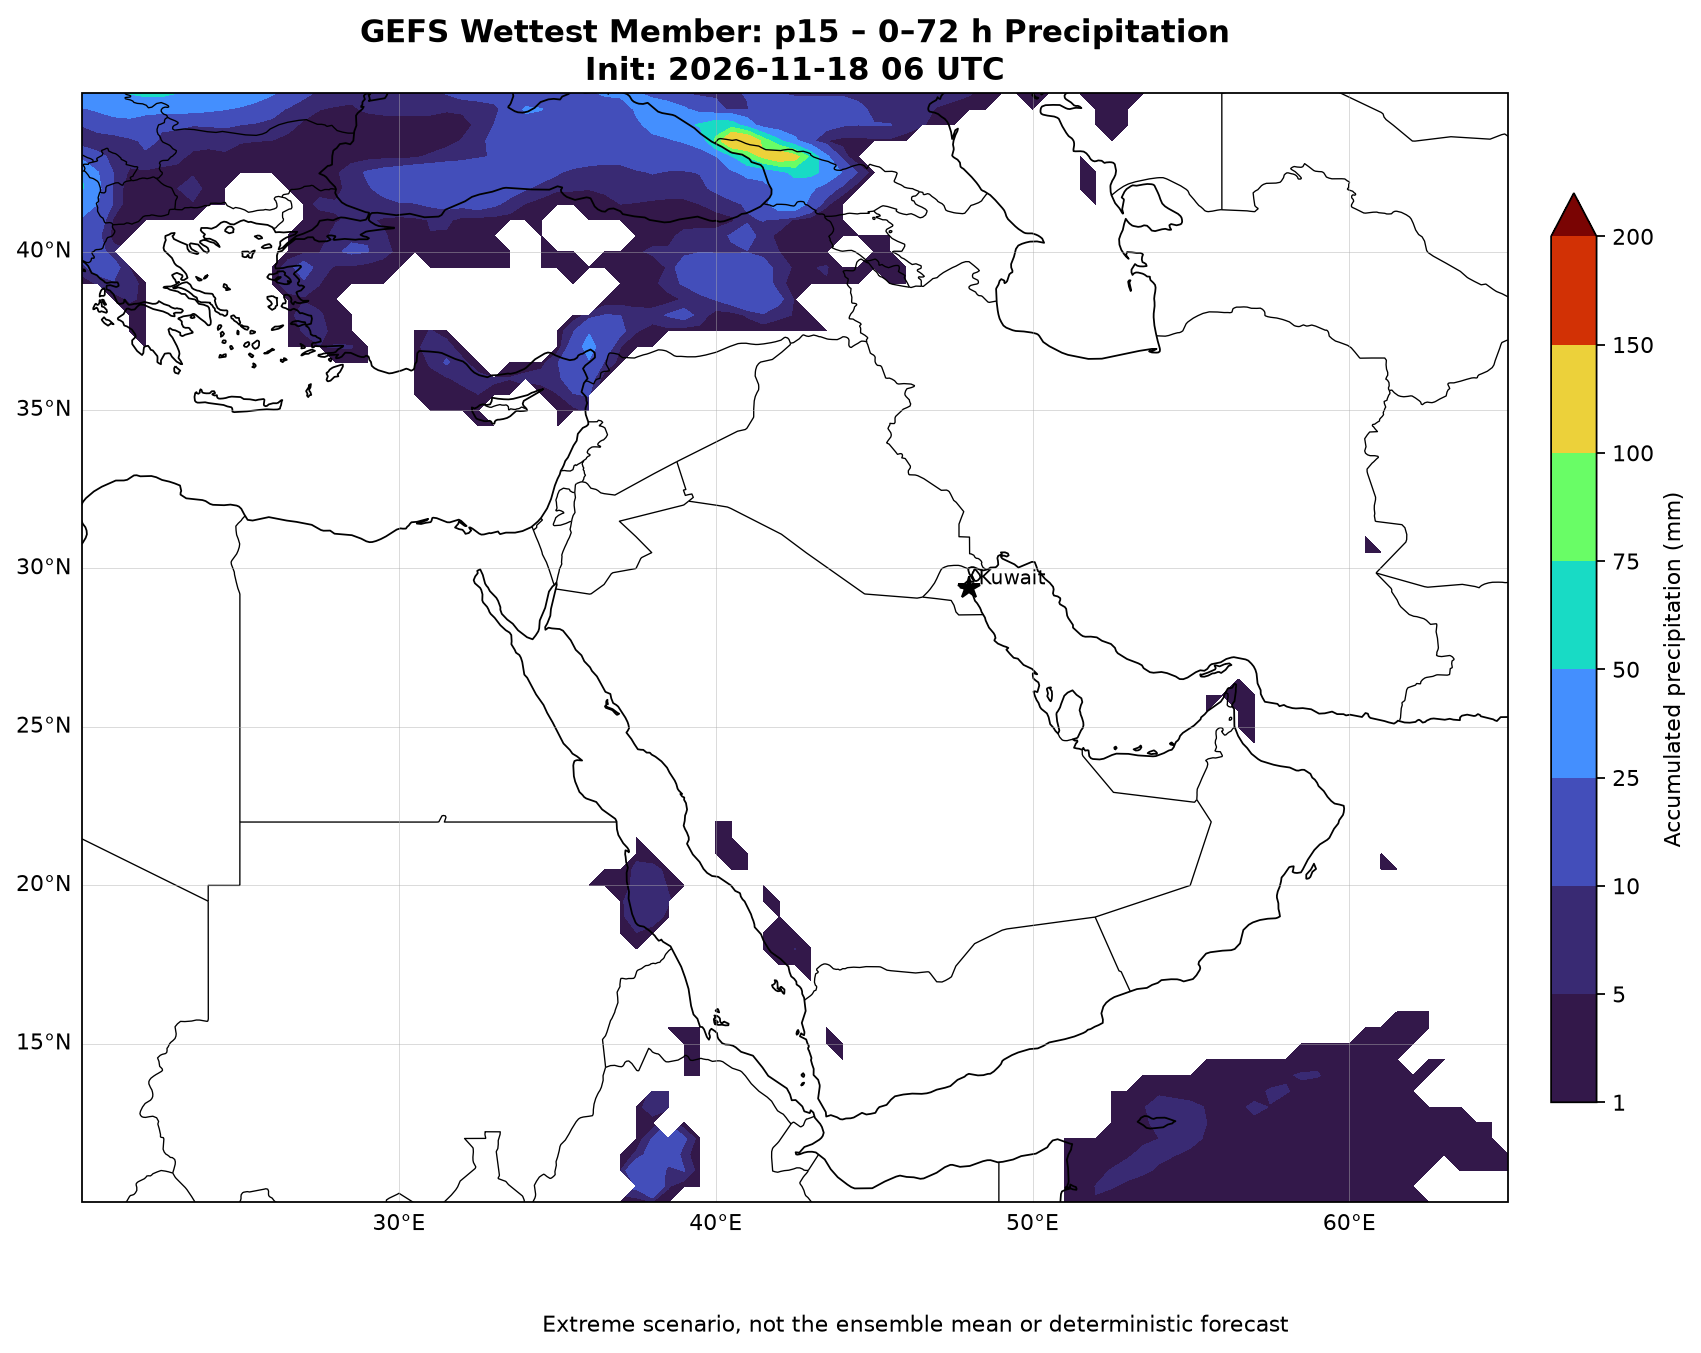 GEFS Wettest Member: p15 – 0–72 h Precipitation
Init: 2026-11-18 06 UTC
40°N
35°N
30°N
25°N
20°N
15°N
30°E
40°E
50°E
60°E
Kuwait
200
150
100
75
50
25
10
5
1
Accumulated precipitation (mm)
Extreme scenario, not the ensemble mean or deterministic forecast